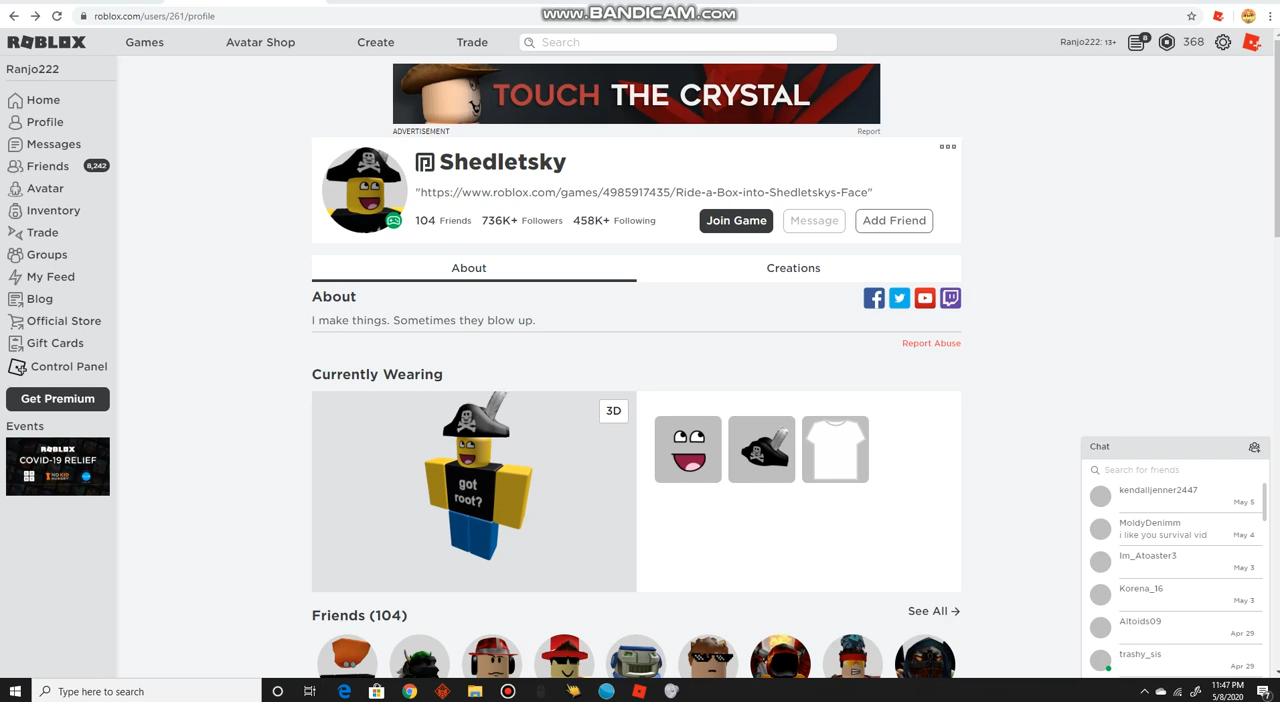 www.BANDICAM.com
roblox.com/users/261/profile
ROBLOX
Games
Avatar Shop
Create
Trade
Search
Ranjo222: 13+
8
368
Ranjo222
Home
Profile
Messages
Friends
8,242
Avatar
Inventory
Trade
Groups
My Feed
Blog
Official Store
Gift Cards
Control Panel
Get Premium
Events
ROBLOX
COVID-19 RELIEF
TOUCH THE CRYSTAL
ADVERTISEMENT
Report
Shedletsky
"https://www.roblox.com/games/4985917435/Ride-a-Box-into-Shedletskys-Face"
104 Friends
736K+ Followers
458K+ Following
Join Game
Message
Add Friend
About
Creations
About
I make things. Sometimes they blow up.
Report Abuse
Currently Wearing
3D
got
root?
Friends (104)
See All →
Chat
Search for friends
kendalljenner2447
May 5
MoldyDenimm
i like you survival vid
May 4
Im_Atoaster3
May 3
Korena_16
May 3
Altoids09
Apr 29
trashy_sis
Apr 29
Type here to search
11:47 PM
5/8/2020
7